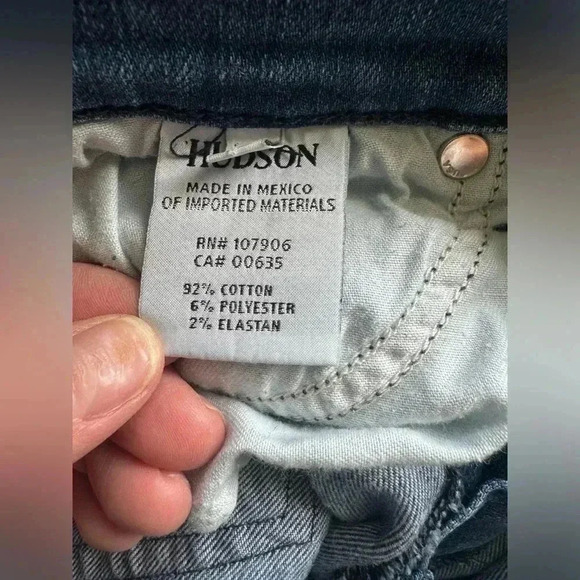 HUDSON
MADE IN MEXICO
OF IMPORTED MATERIALS
RN# 107906
CA# 00635
92% COTTON
6% POLYESTER
2% ELASTAN